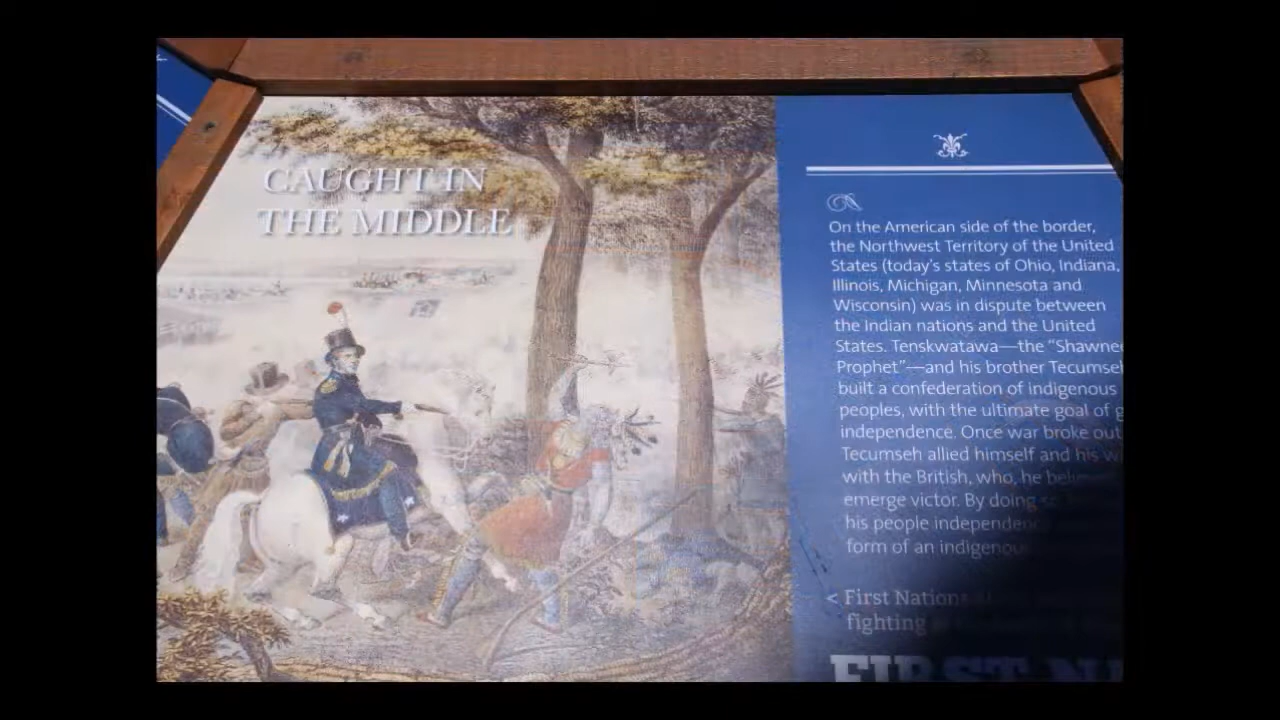 CAUGHT IN
THE MIDDLE
On the American side of the border,
the Northwest Territory of the United
States (today's states of Ohio, Indiana,
Illinois, Michigan, Minnesota and
Wisconsin) was in dispute between
the Indian nations and the United
States. Tenskwatawa—the "Shawnee
Prophet"—and his brother Tecumseh
built a confederation of indigenous
peoples, with the ultimate goal of
independence. Once war broke out
Tecumseh allied himself and his
with the British, who, he
emerge victor. By doing
his people independence
form of an indigenous
< First Nations
fighting
FIRST